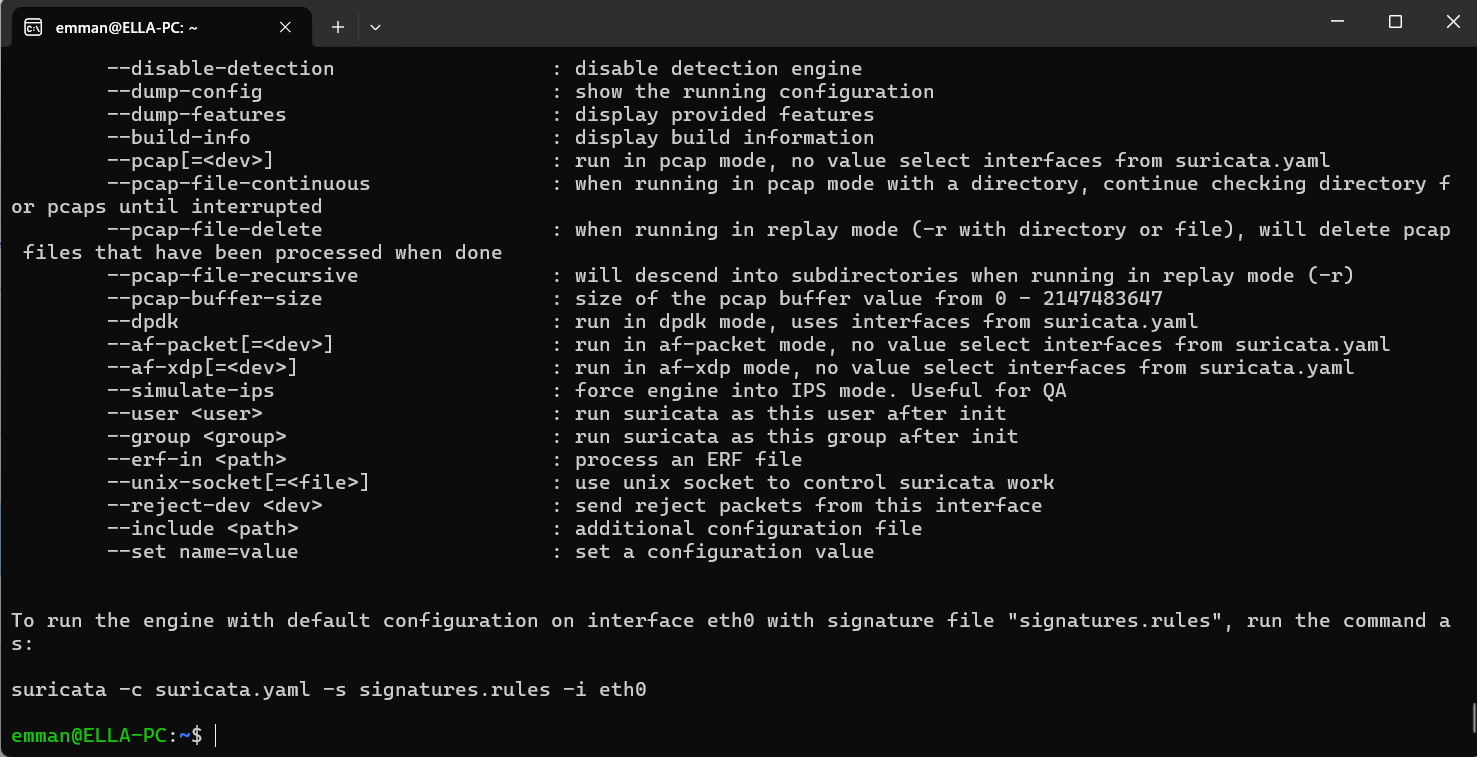 emman@ELLA-PC: ~
--disable-detection : disable detection engine
--dump-config : show the running configuration
--dump-features : display provided features
--build-info : display build information
--pcap[=<dev>] : run in pcap mode, no value select interfaces from suricata.yaml
--pcap-file-continuous : when running in pcap mode with a directory, continue checking directory f
or pcaps until interrupted
--pcap-file-delete : when running in replay mode (-r with directory or file), will delete pcap
files that have been processed when done
--pcap-file-recursive : will descend into subdirectories when running in replay mode (-r)
--pcap-buffer-size : size of the pcap buffer value from 0 - 2147483647
--dpdk : run in dpdk mode, uses interfaces from suricata.yaml
--af-packet[=<dev>] : run in af-packet mode, no value select interfaces from suricata.yaml
--af-xdp[=<dev>] : run in af-xdp mode, no value select interfaces from suricata.yaml
--simulate-ips : force engine into IPS mode. Useful for QA
--user <user> : run suricata as this user after init
--group <group> : run suricata as this group after init
--erf-in <path> : process an ERF file
--unix-socket[=<file>] : use unix socket to control suricata work
--reject-dev <dev> : send reject packets from this interface
--include <path> : additional configuration file
--set name=value : set a configuration value
To run the engine with default configuration on interface eth0 with signature file "signatures.rules", run the command a
s:
suricata -c suricata.yaml -s signatures.rules -i eth0
emman@ELLA-PC:~$